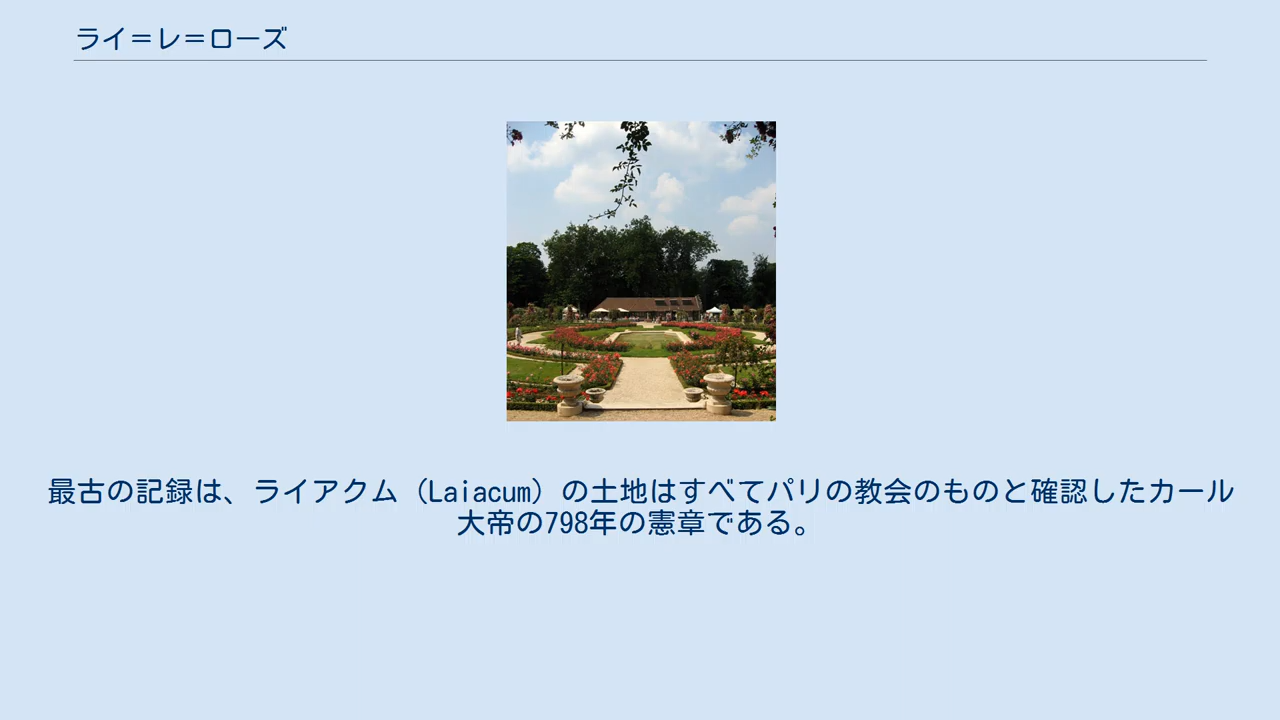 ライ＝レ＝ローズ
最古の記録は、ライアクム（Laiacum）の土地はすべてパリの教会のものと確認したカール
大帝の798年の憲章である。